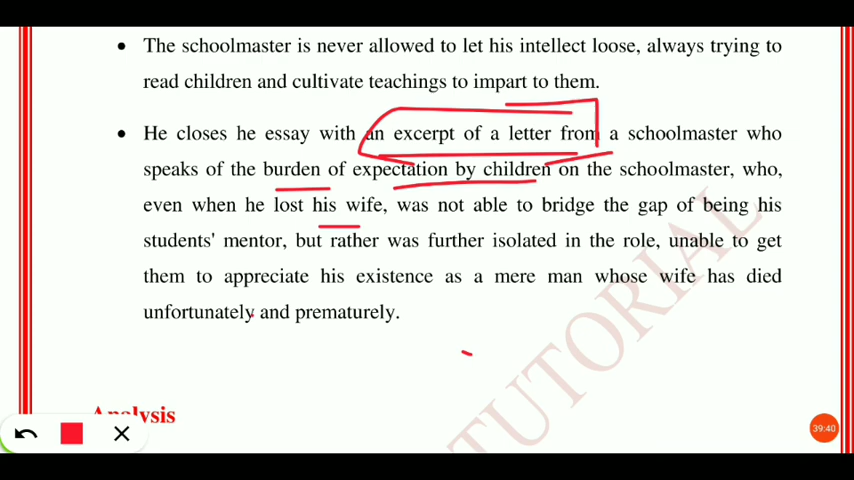 • The schoolmaster is never allowed to let his intellect loose, always trying to
read children and cultivate teachings to impart to them.
• He closes he essay with an excerpt of a letter from a schoolmaster who
speaks of the burden of expectation by children on the schoolmaster, who,
even when he lost his wife, was not able to bridge the gap of being his
students' mentor, but rather was further isolated in the role, unable to get
them to appreciate his existence as a mere man whose wife has died
unfortunately and prematurely.
TUTORIAL
Analysis
39:40